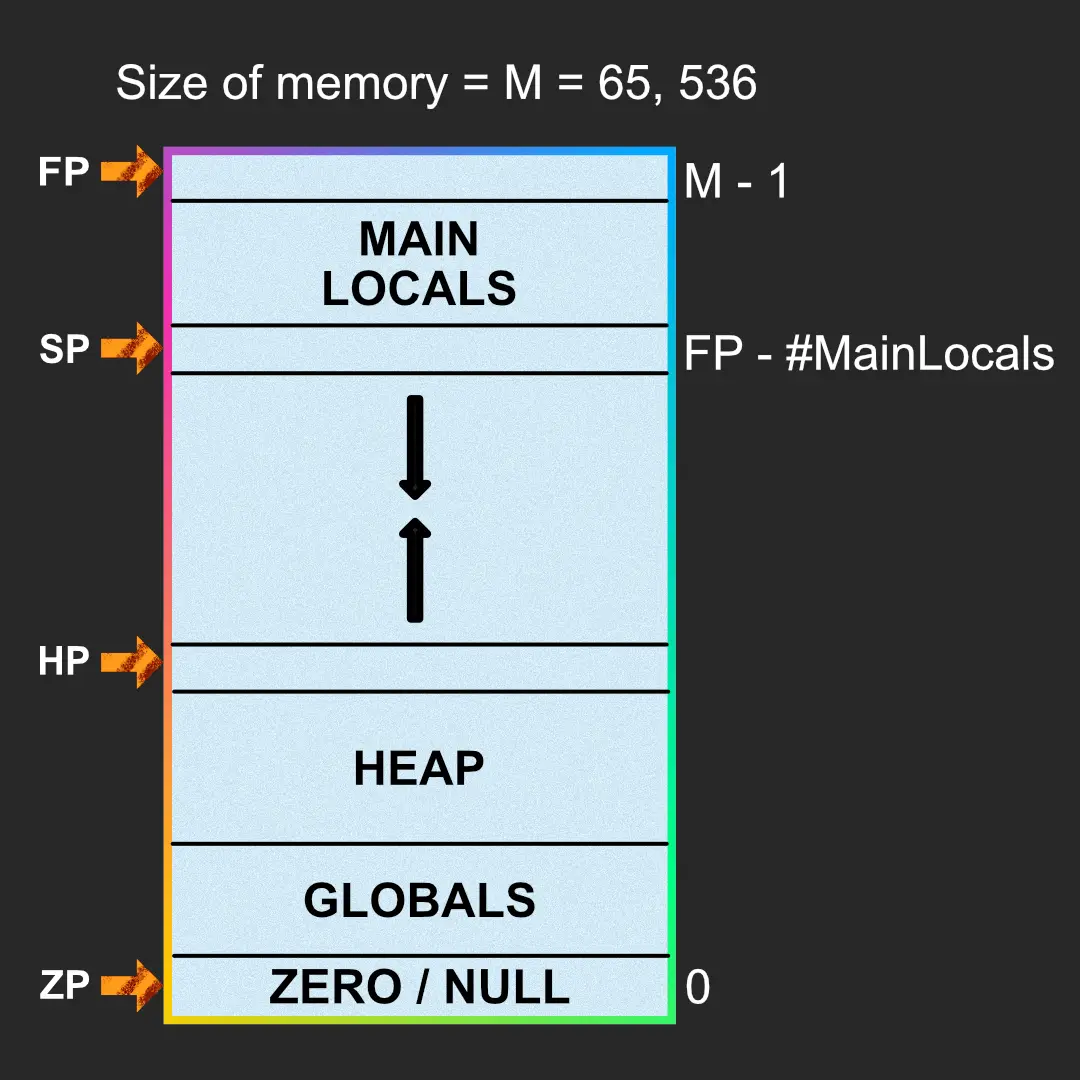 Size of memory = M = 65, 536
FP
M - 1
MAIN
LOCALS
SP
FP - #MainLocals
HP
HEAP
GLOBALS
ZP
ZERO / NULL
0